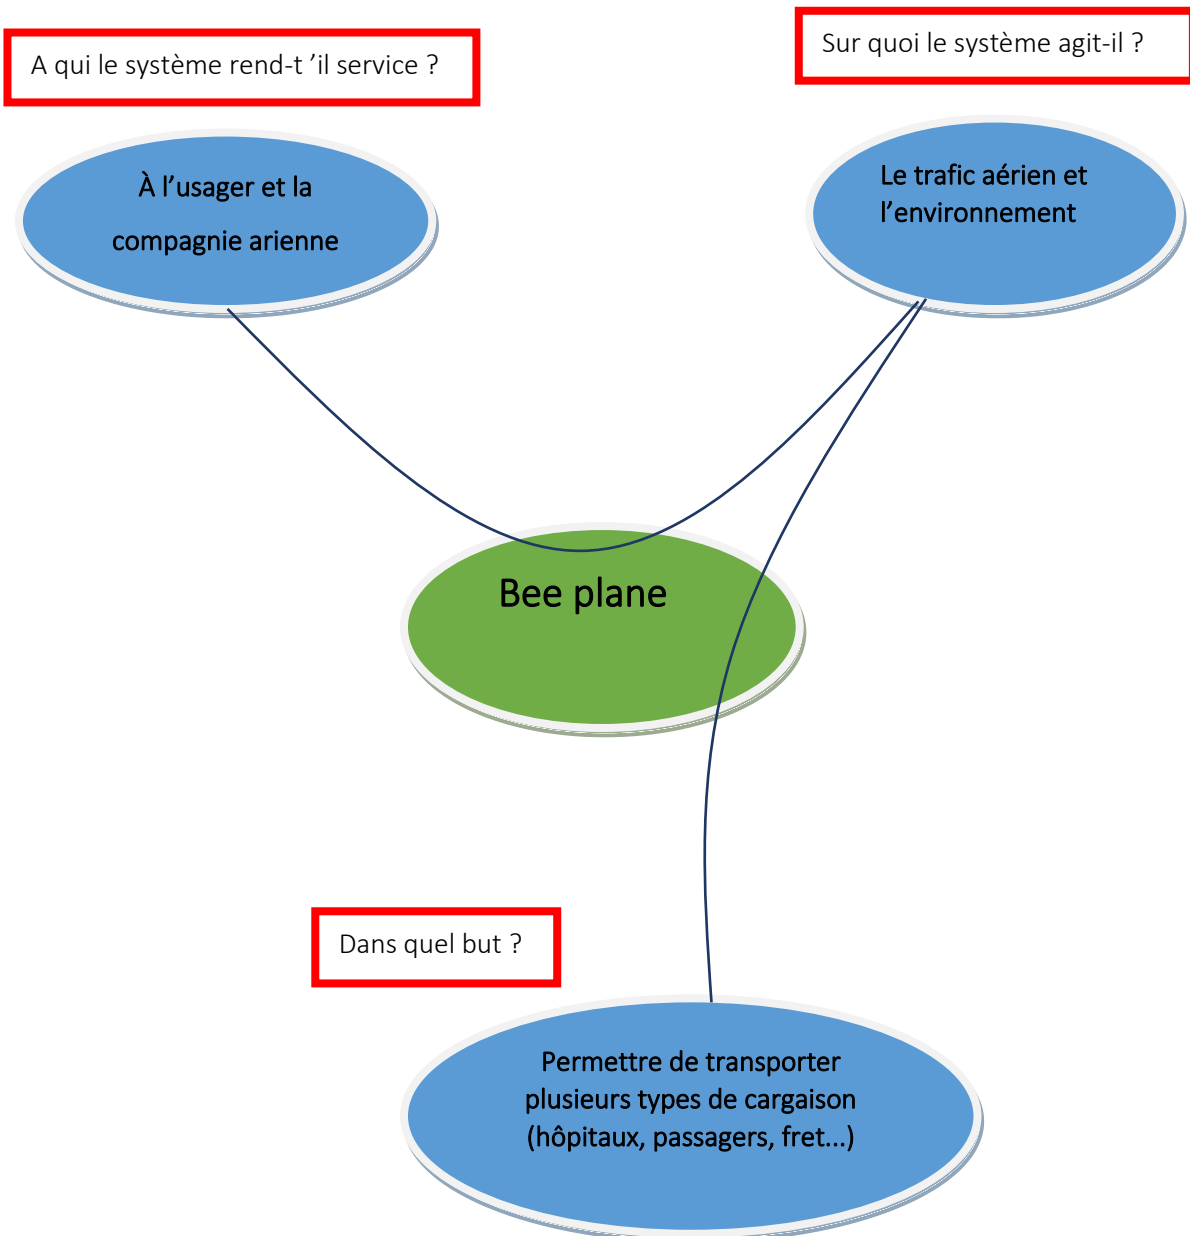 A qui le système rend-t ’il service ?
Sur quoi le système agit-il ?
À l’usager et la
compagnie arienne
Le trafic aérien et
l’environnement
Bee plane
Dans quel but ?
Permettre de transporter
plusieurs types de cargaison
(hôpitaux, passagers, fret...)